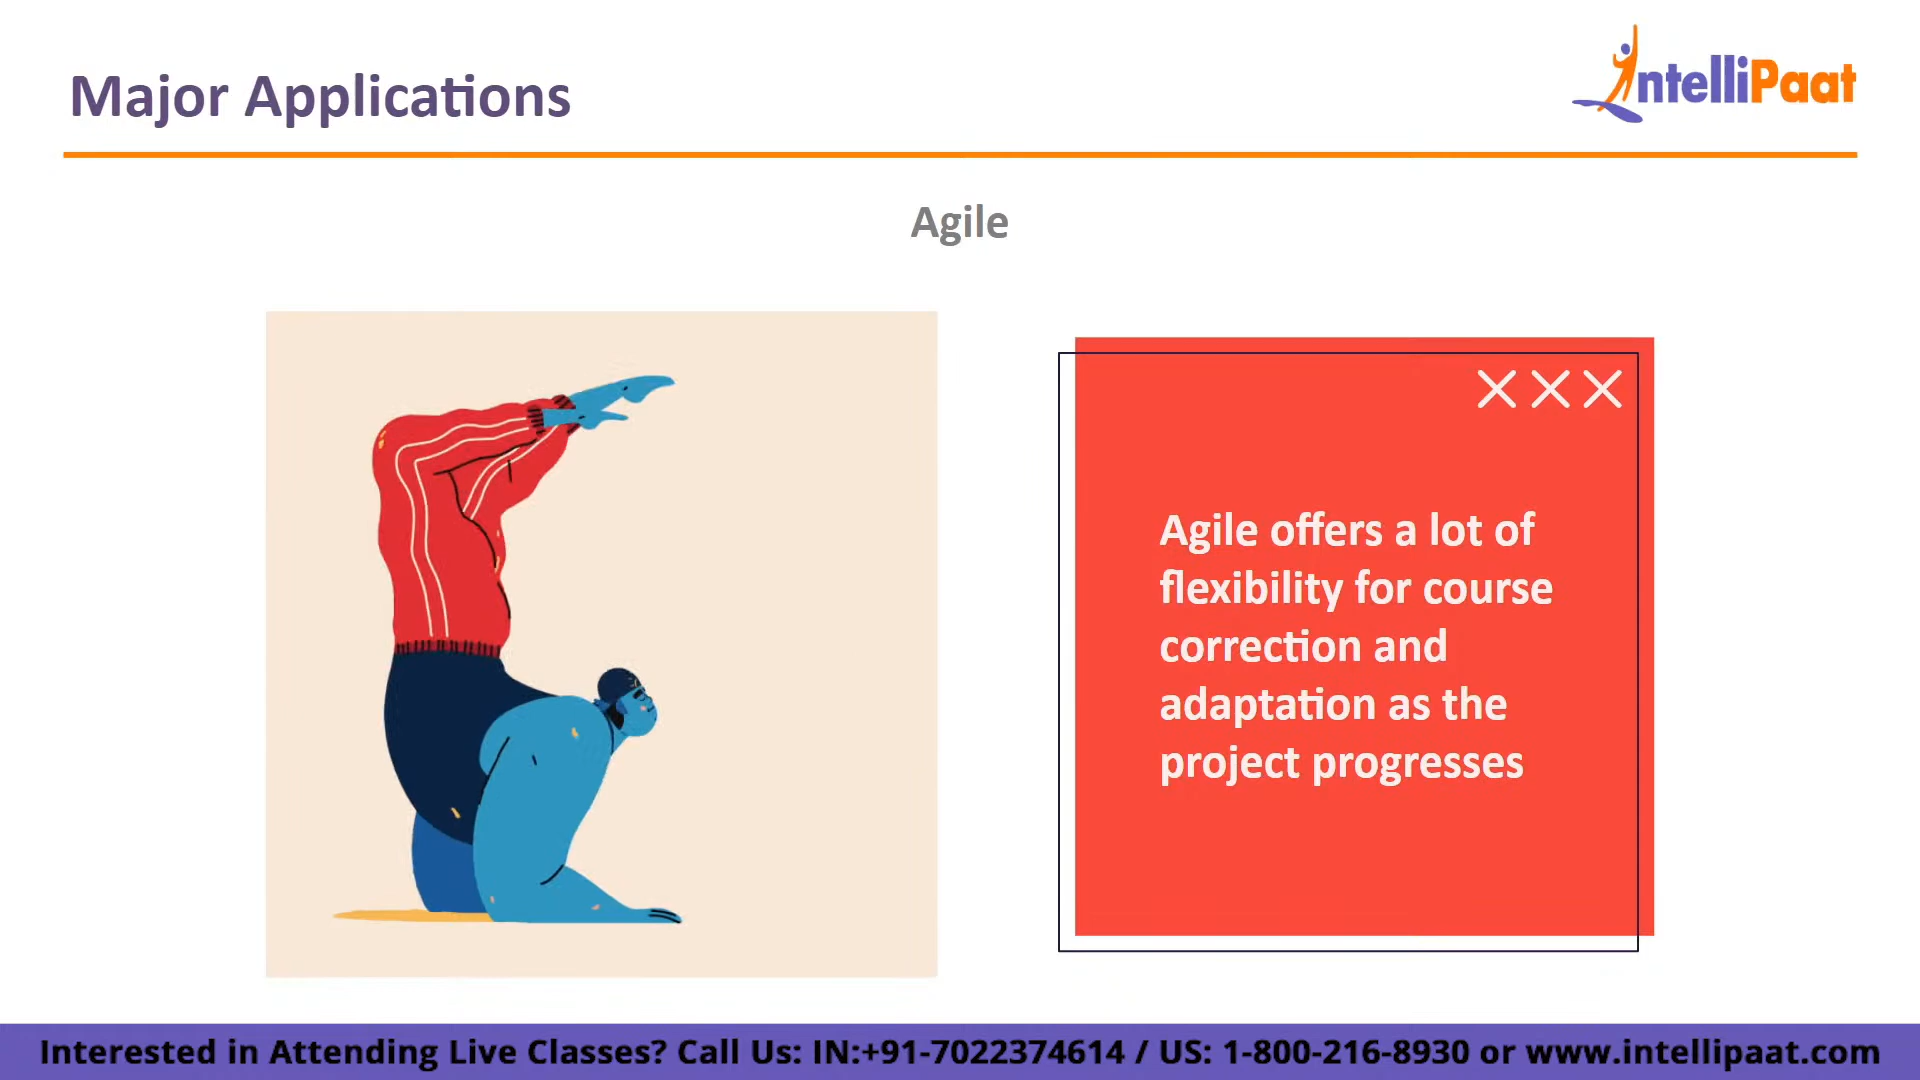 Major Applications
IntelliPaat
Agile
Agile offers a lot of
flexibility for course
correction and
adaptation as the
project progresses
Interested in Attending Live Classes? Call Us: IN:+91-7022374614 / US: 1-800-216-8930 or www.intellipaat.com